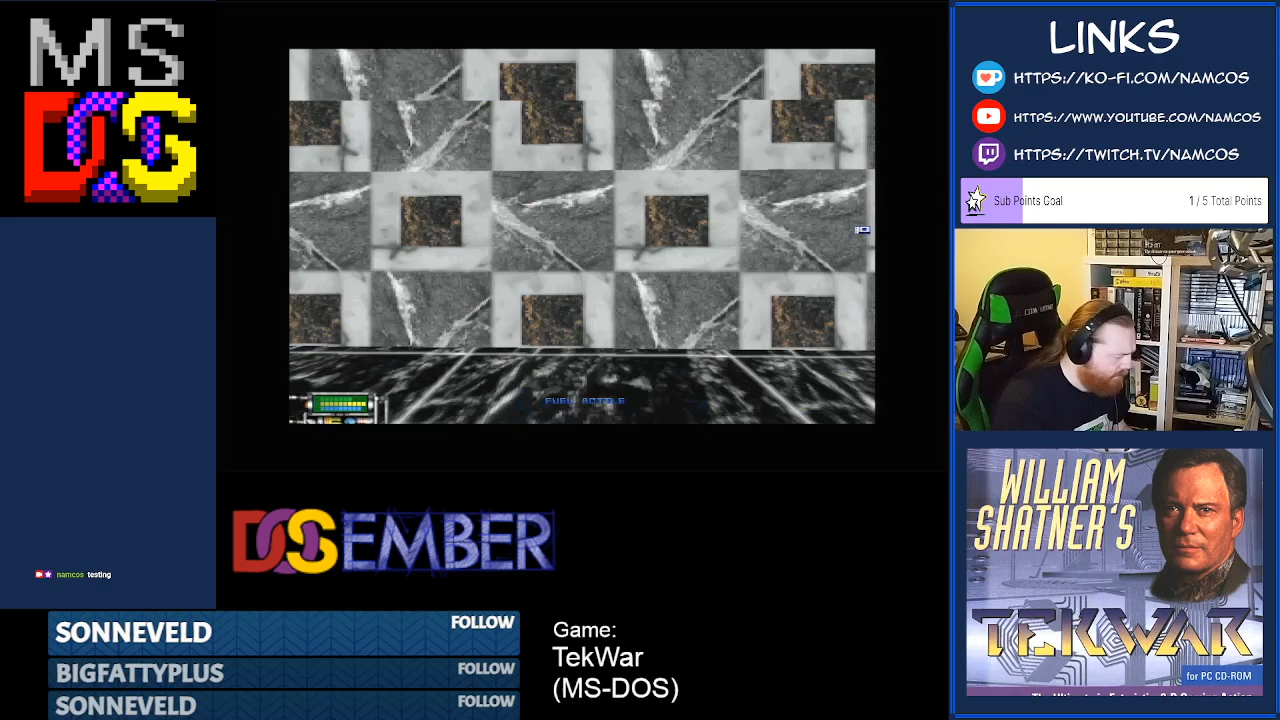 MS
DOS
LINKS
HTTPS://KO-FI.COM/NAMCOS
HTTPS://WWW.YOUTUBE.COM/NAMCOS
HTTPS://TWITCH.TV/NAMCOS
Sub Points Goal 1 / 5 Total Points
FUEL BOTTLE
WILLIAM
SHATNER'S
TEKWAR
for PC CD-ROM
DOSEMBER
namcos testing
SONNEVELD FOLLOW
BIGFATTYPLUS FOLLOW
SONNEVELD FOLLOW
Game:
TekWar
(MS-DOS)